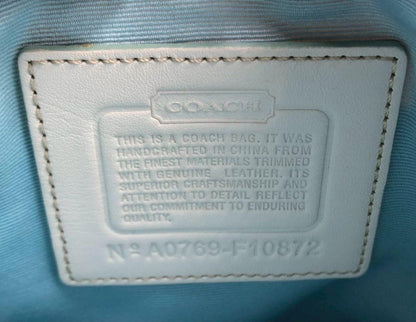 COACH
THIS IS A COACH BAG. IT WAS
HANDCRAFTED IN CHINA FROM
THE FINEST MATERIALS TRIMMED
WITH GENUINE LEATHER. ITS
SUPERIOR CRAFTSMANSHIP AND
ATTENTION TO DETAIL REFLECT
OUR COMMITMENT TO ENDURING
QUALITY.
Nº A0769-F10872